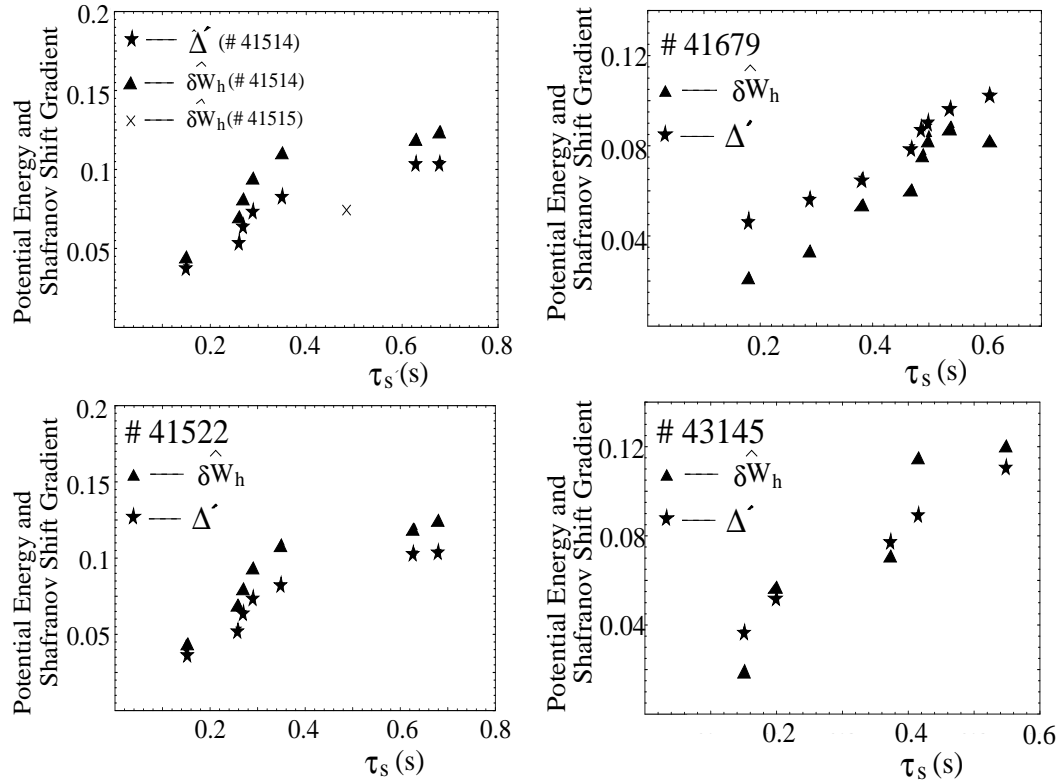 Potential Energy and
Shafranov Shift Gradient
0.2
0.15
0.1
0.05
★ — Δ′ (# 41514)
▲ — δŴh (# 41514)
× — δŴh (# 41515)
0.2 0.4 0.6 0.8
τs (s)
Potential Energy and
Shafranov Shift Gradient
0.12
0.08
0.04
# 41679
▲ — δŴh
★ — Δ′
0.2 0.4 0.6
τs (s)
Potential Energy and
Shafranov Shift Gradient
0.2
0.15
0.1
0.05
# 41522
▲ — δŴh
★ — Δ′
0.2 0.4 0.6 0.8
τs (s)
Potential Energy and
Shafranov Shift Gradient
0.12
0.08
0.04
# 43145
▲ — δŴh
★ — Δ′
0.2 0.4 0.6
τs (s)